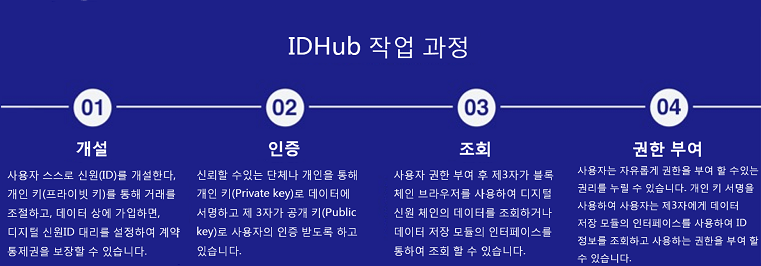 IDHub 작업 과정
01
개설
사용자 스스로 신원(ID)를 개설한다,
개인 키(프라이빗 키)를 통해 거래를
조절하고, 데이터 상에 가입하면,
디지털 신원ID 대리를 설정하여 계약
통제권을 보장할 수 있습니다.
02
인증
신뢰할 수있는 단체나 개인을 통해
개인 키(Private key)로 데이터에
서명하고 제 3자가 공개 키(Public
key)로 사용자의 인증 받도록 하고
있습니다.
03
조회
사용자 권한 부여 후 제3자가 블록
체인 브라우저를 사용하여 디지털
신원 체인의 데이터를 조회하거나
데이터 저장 모듈의 인터페이스를
통하여 조회 할 수 있습니다.
04
권한 부여
사용자는 자유롭게 권한을 부여 할 수있는
권리를 누릴 수 있습니다. 개인 키 서명을
사용하여 사용자는 제3자에게 데이터
저장 모듈의 인터페이스를 사용하여 ID
정보를 조회하고 사용하는 권한을 부여 할
수 있습니다.